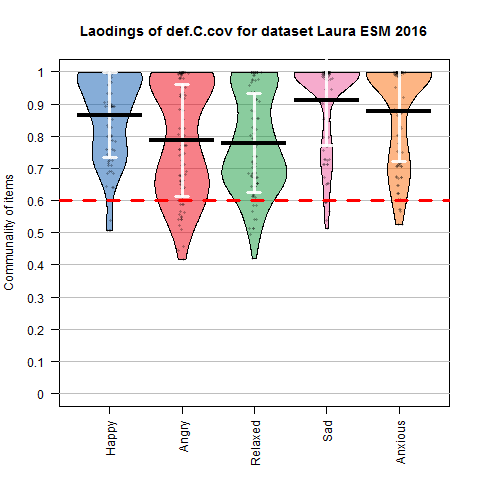 Laodings of def.C.cov for dataset Laura ESM 2016
Communality of items
1
0.9
0.8
0.7
0.6
0.5
0.4
0.3
0.2
0.1
0
Happy
Angry
Relaxed
Sad
Anxious